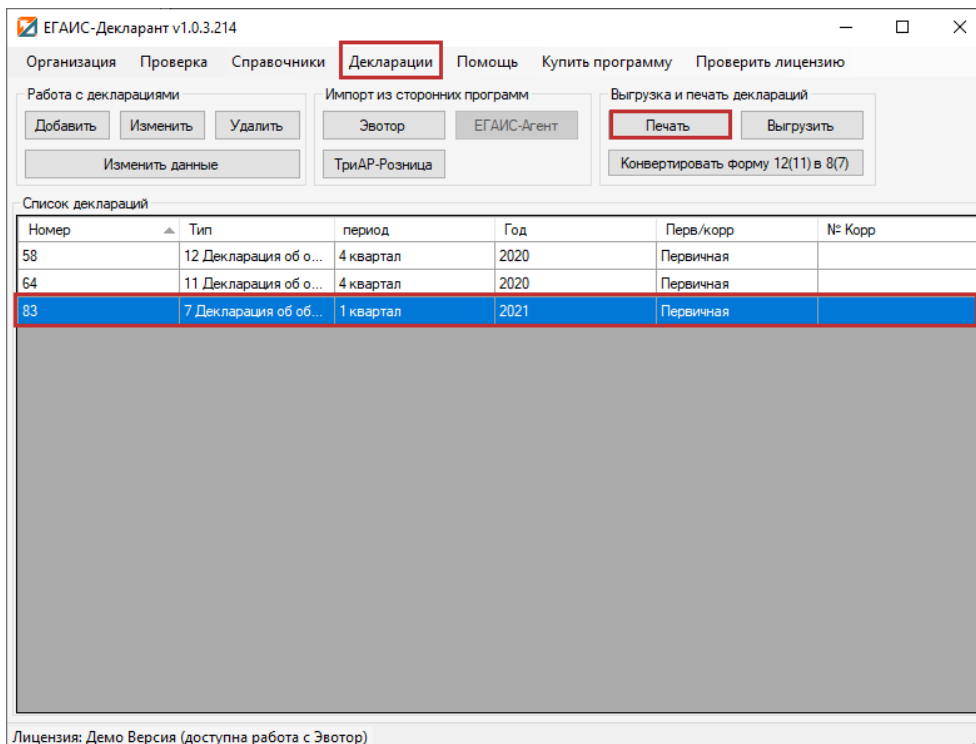 ЕГАИС-Декларант v1.0.3.214
Организация Проверка Справочники Декларации Помощь Купить программу Проверить лицензию
Работа с декларациями Импорт из сторонних программ Выгрузка и печать деклараций
Добавить Изменить Удалить Эвотор ЕГАИС-Агент Печать Выгрузить
Изменить данные ТриАР-Розница Конвертировать форму 12(11) в 8(7)
Список деклараций
Номер Тип период Год Перв/корр № Корр
58 12 Декларация об о... 4 квартал 2020 Первичная
64 11 Декларация об о... 4 квартал 2020 Первичная
83 7 Декларация об об... 1 квартал 2021 Первичная
Лицензия: Демо Версия (доступна работа с Эвотор)